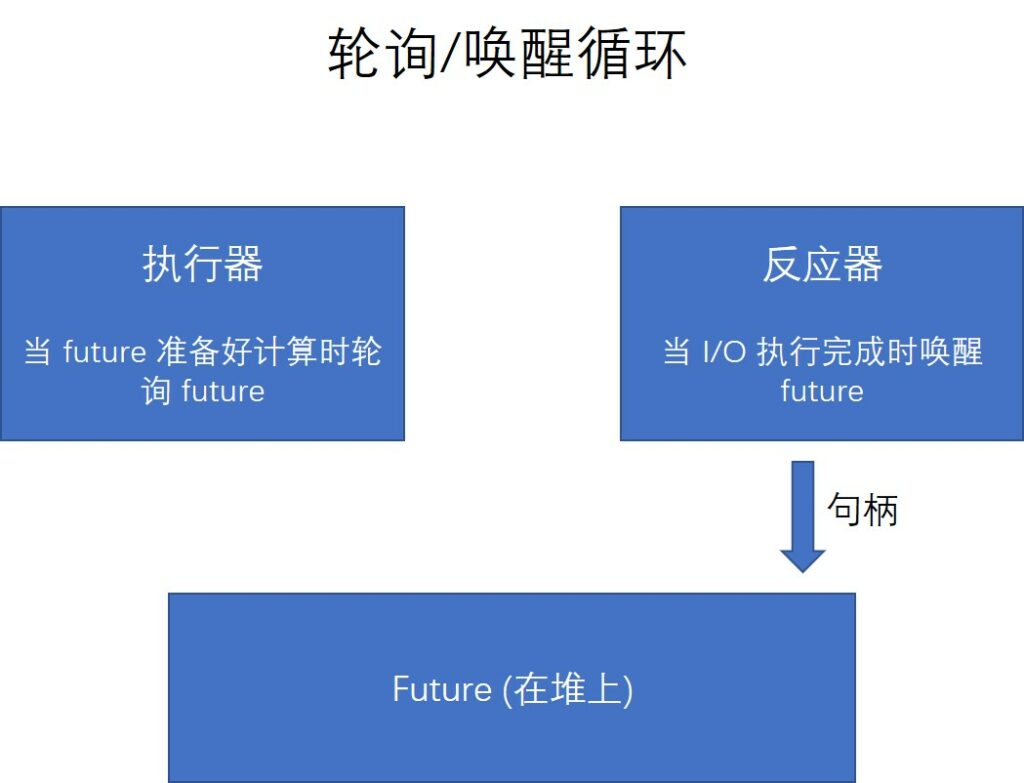 轮询/唤醒循环
执行器
当 future 准备好计算时轮
询 future
反应器
当 I/O 执行完成时唤醒
future
句柄
Future (在堆上)